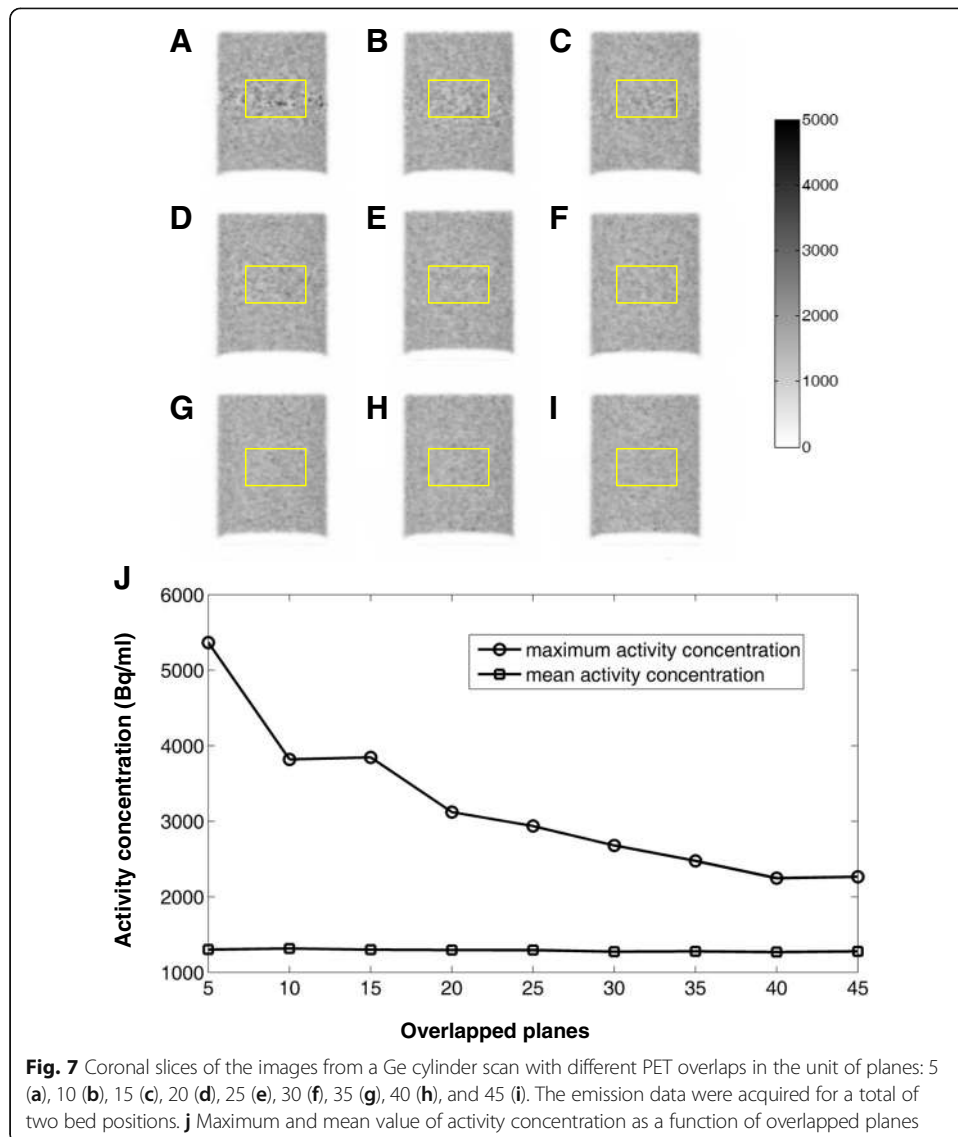 A
B
C
5000
4000
3000
2000
1000
0
D
E
F
G
H
I
J
6000
5000
4000
3000
2000
1000
Activity concentration (Bq/ml)
maximum activity concentration
mean activity concentration
5 10 15 20 25 30 35 40 45
Overlapped planes
Fig. 7 Coronal slices of the images from a Ge cylinder scan with different PET overlaps in the unit of planes: 5
(a), 10 (b), 15 (c), 20 (d), 25 (e), 30 (f), 35 (g), 40 (h), and 45 (i). The emission data were acquired for a total of
two bed positions. j Maximum and mean value of activity concentration as a function of overlapped planes